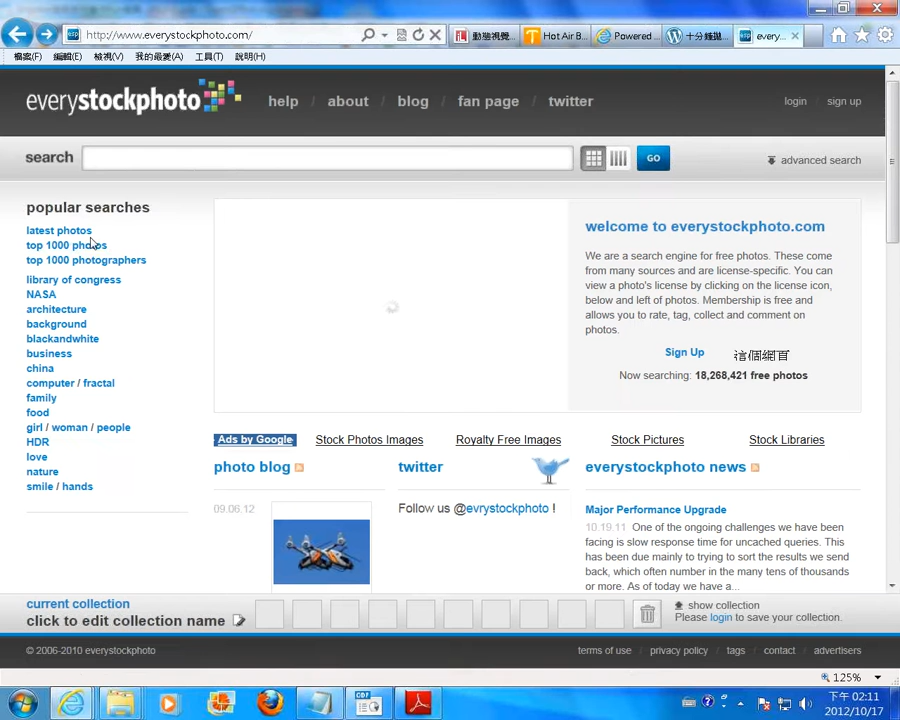 http://www.everystockphoto.com/
動態視覺...
Hot Air B...
Powered ...
十分鐘拋...
every...
檔案(F) 編輯(E) 檢視(V) 我的最愛(A) 工具(T) 說明(H)
everystockphoto
help / about / blog / fan page / twitter
login / sign up
search
GO
advanced search
popular searches
latest photos
top 1000 photos
top 1000 photographers
library of congress
NASA
architecture
background
blackandwhite
business
china
computer / fractal
family
food
girl / woman / people
HDR
love
nature
smile / hands
welcome to everystockphoto.com
We are a search engine for free photos. These come
from many sources and are license-specific. You can
view a photo's license by clicking on the license icon,
below and left of photos. Membership is free and
allows you to rate, tag, collect and comment on
photos.
Sign Up
這個網頁
Now searching: 18,268,421 free photos
Ads by Google
Stock Photos Images
Royalty Free Images
Stock Pictures
Stock Libraries
photo blog
09.06.12
twitter
Follow us @evrystockphoto !
everystockphoto news
Major Performance Upgrade
10.19.11 One of the ongoing challenges we have been
facing is slow response time for uncached queries. This
has been due mainly to trying to sort the results we send
back, which often number in the many tens of thousands
or more. As of today we have a...
current collection
click to edit collection name
show collection
Please login to save your collection.
© 2006-2010 everystockphoto
terms of use / privacy policy / tags / contact / advertisers
125%
下午 02:11
2012/10/17